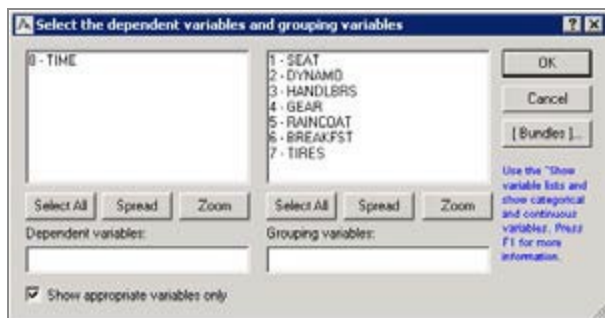 Select the dependent variables and grouping variables
8 - TIME
1 - SEAT
2 - DYNAMO
3 - HANDLBRS
4 - GEAR
5 - RAINCOAT
6 - BREAKFST
7 - TIRES
OK
Cancel
[ Bundles ]...
Use the "Show
variable lists and
show categorical
and continuous
variables. Press
F1 for more
information.
Select All
Spread
Zoom
Select All
Spread
Zoom
Dependent variables:
Grouping variables:
Show appropriate variables only